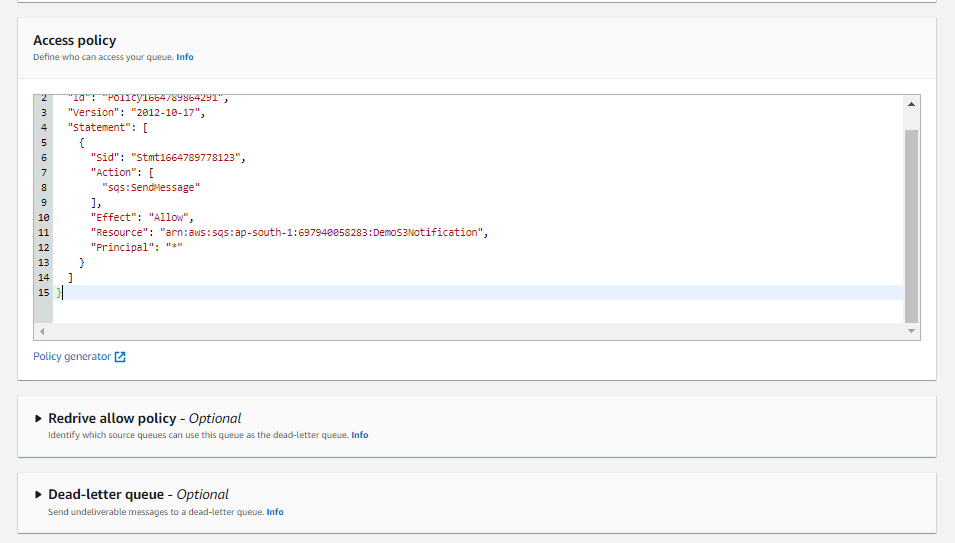 Access policy
Define who can access your queue. Info
2 "Id": "Policy1664789864291",
3 "Version": "2012-10-17",
4 "Statement": [
5 {
6 "Sid": "Stmt1664789778123",
7 "Action": [
8 "sqs:SendMessage"
9 ],
10 "Effect": "Allow",
11 "Resource": "arn:aws:sqs:ap-south-1:697940058283:DemoS3Notification",
12 "Principal": "*"
13 }
14 ]
15 }
Policy generator
Redrive allow policy - Optional
Identify which source queues can use this queue as the dead-letter queue. Info
Dead-letter queue - Optional
Send undeliverable messages to a dead-letter queue. Info